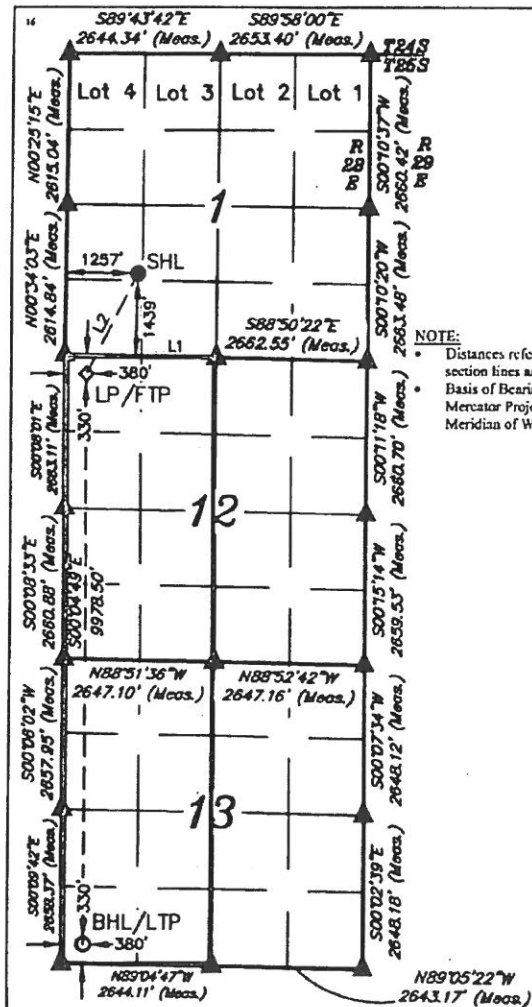 16
S89°43'42"E
2644.34' (Meas.)
S89°58'00"E
2653.40' (Meas.)
T24S
T25S
Lot 4
Lot 3
Lot 2
Lot 1
N00°25'15"E
2615.04' (Meas.)
S00°10'37"W
2660.42' (Meas.)
R
29
E
1
N00°34'03"E
2614.84' (Meas.)
1257'
SHL
1439'
L2
L1
S00°10'20"W
2663.48' (Meas.)
S88°50'22"E
2662.55' (Meas.)
NOTE:
• Distances refe
section lines a
• Basis of Beari
Mercator Proj
Meridian of W
380'
LP/FTP
330'
S00°08'01"E
2663.11' (Meas.)
S00°11'18"W
2660.70' (Meas.)
12
S00°08'33"E
2660.88' (Meas.)
S00°04'49"E
9978.50'
S00°15'14"W
2659.53' (Meas.)
N88°51'36"W
2647.10' (Meas.)
N88°52'42"W
2647.16' (Meas.)
S00°08'02"W
2657.95' (Meas.)
S00°07'34"W
2648.12' (Meas.)
13
S00°09'42"E
2658.37' (Meas.)
330'
BHL/LTP
380'
S00°02'39"E
2648.18' (Meas.)
N89°04'47"W
2644.11' (Meas.)
N89°05'22"W
2643.17' (Meas.)